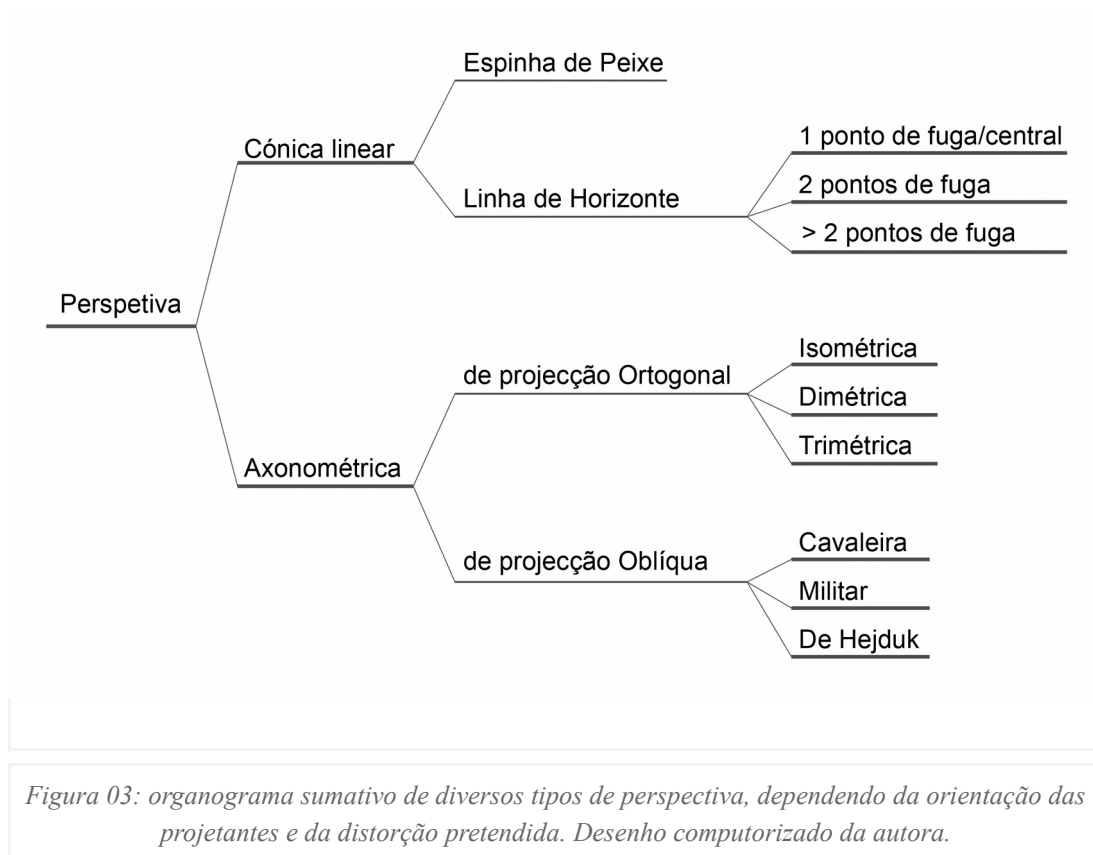 Espinha de Peixe
Cónica linear
Linha de Horizonte
1 ponto de fuga/central
2 pontos de fuga
> 2 pontos de fuga
Perspetiva
Axonométrica
de projecção Ortogonal
Isométrica
Dimétrica
Trimétrica
de projecção Oblíqua
Cavaleira
Militar
De Hejduk
Figura 03: organograma sumativo de diversos tipos de perspectiva, dependendo da orientação das
projetantes e da distorção pretendida. Desenho computorizado da autora.